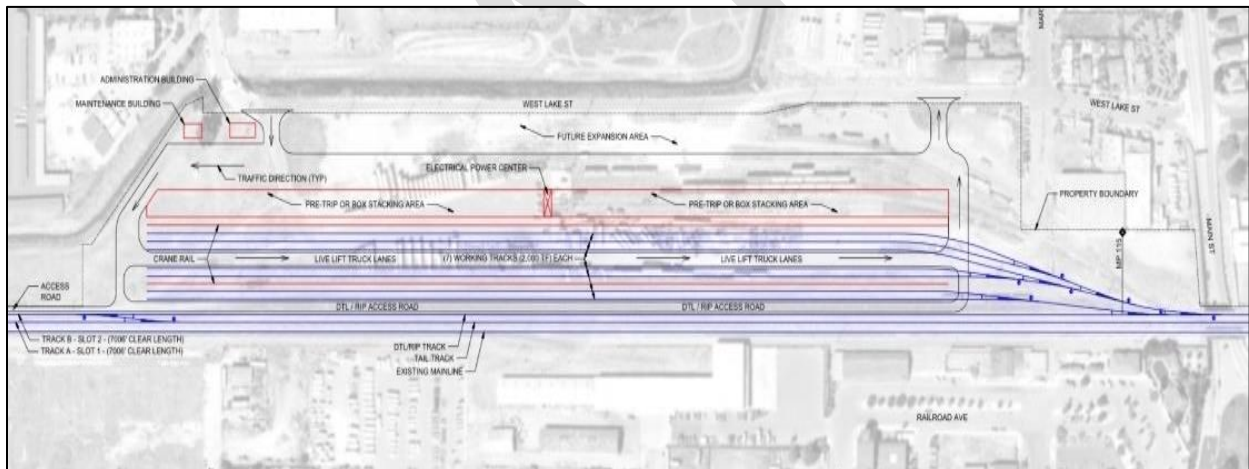 ADMINISTRATION BUILDING
MAINTENANCE BUILDING
WEST LAKE ST
WEST LAKE ST
FUTURE EXPANSION AREA
ELECTRICAL POWER CENTER
TRAFFIC DIRECTION (TYP)
PRE-TRIP OR BOX STACKING AREA
PRE-TRIP OR BOX STACKING AREA
PROPERTY BOUNDARY
MAIN ST
CRANE RAIL
LIVE LIFT TRUCK LANES
(7) WORKING TRACKS (2,000 TF) EACH
LIVE LIFT TRUCK LANES
MP 115
ACCESS
ROAD
DTL / RIP ACCESS ROAD
DTL / RIP ACCESS ROAD
TRACK B - SLOT 2 - (7006' CLEAR LENGTH)
TRACK A - SLOT 1 - (7006' CLEAR LENGTH)
DTL/RIP TRACK
TAIL TRACK
EXISTING MAINLINE
RAILROAD AVE